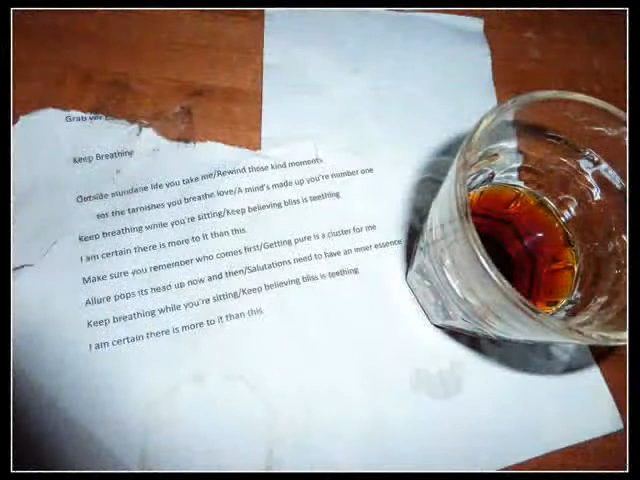 Grab
Keep Breathing
Outside mundane life you take me/Rewind those kind moments
the tarnishes you breathe love/A mind's made up you're number one
Keep breathing while you're sitting/Keep believing bliss is teething
I am certain there is more to it than this.
Make sure you remember who comes first/Getting pure is a cluster for me
Allure pops its head up now and then/Salutations need to have an inner essence
Keep breathing while you're sitting/Keep believing bliss is teething
I am certain there is more to it than this